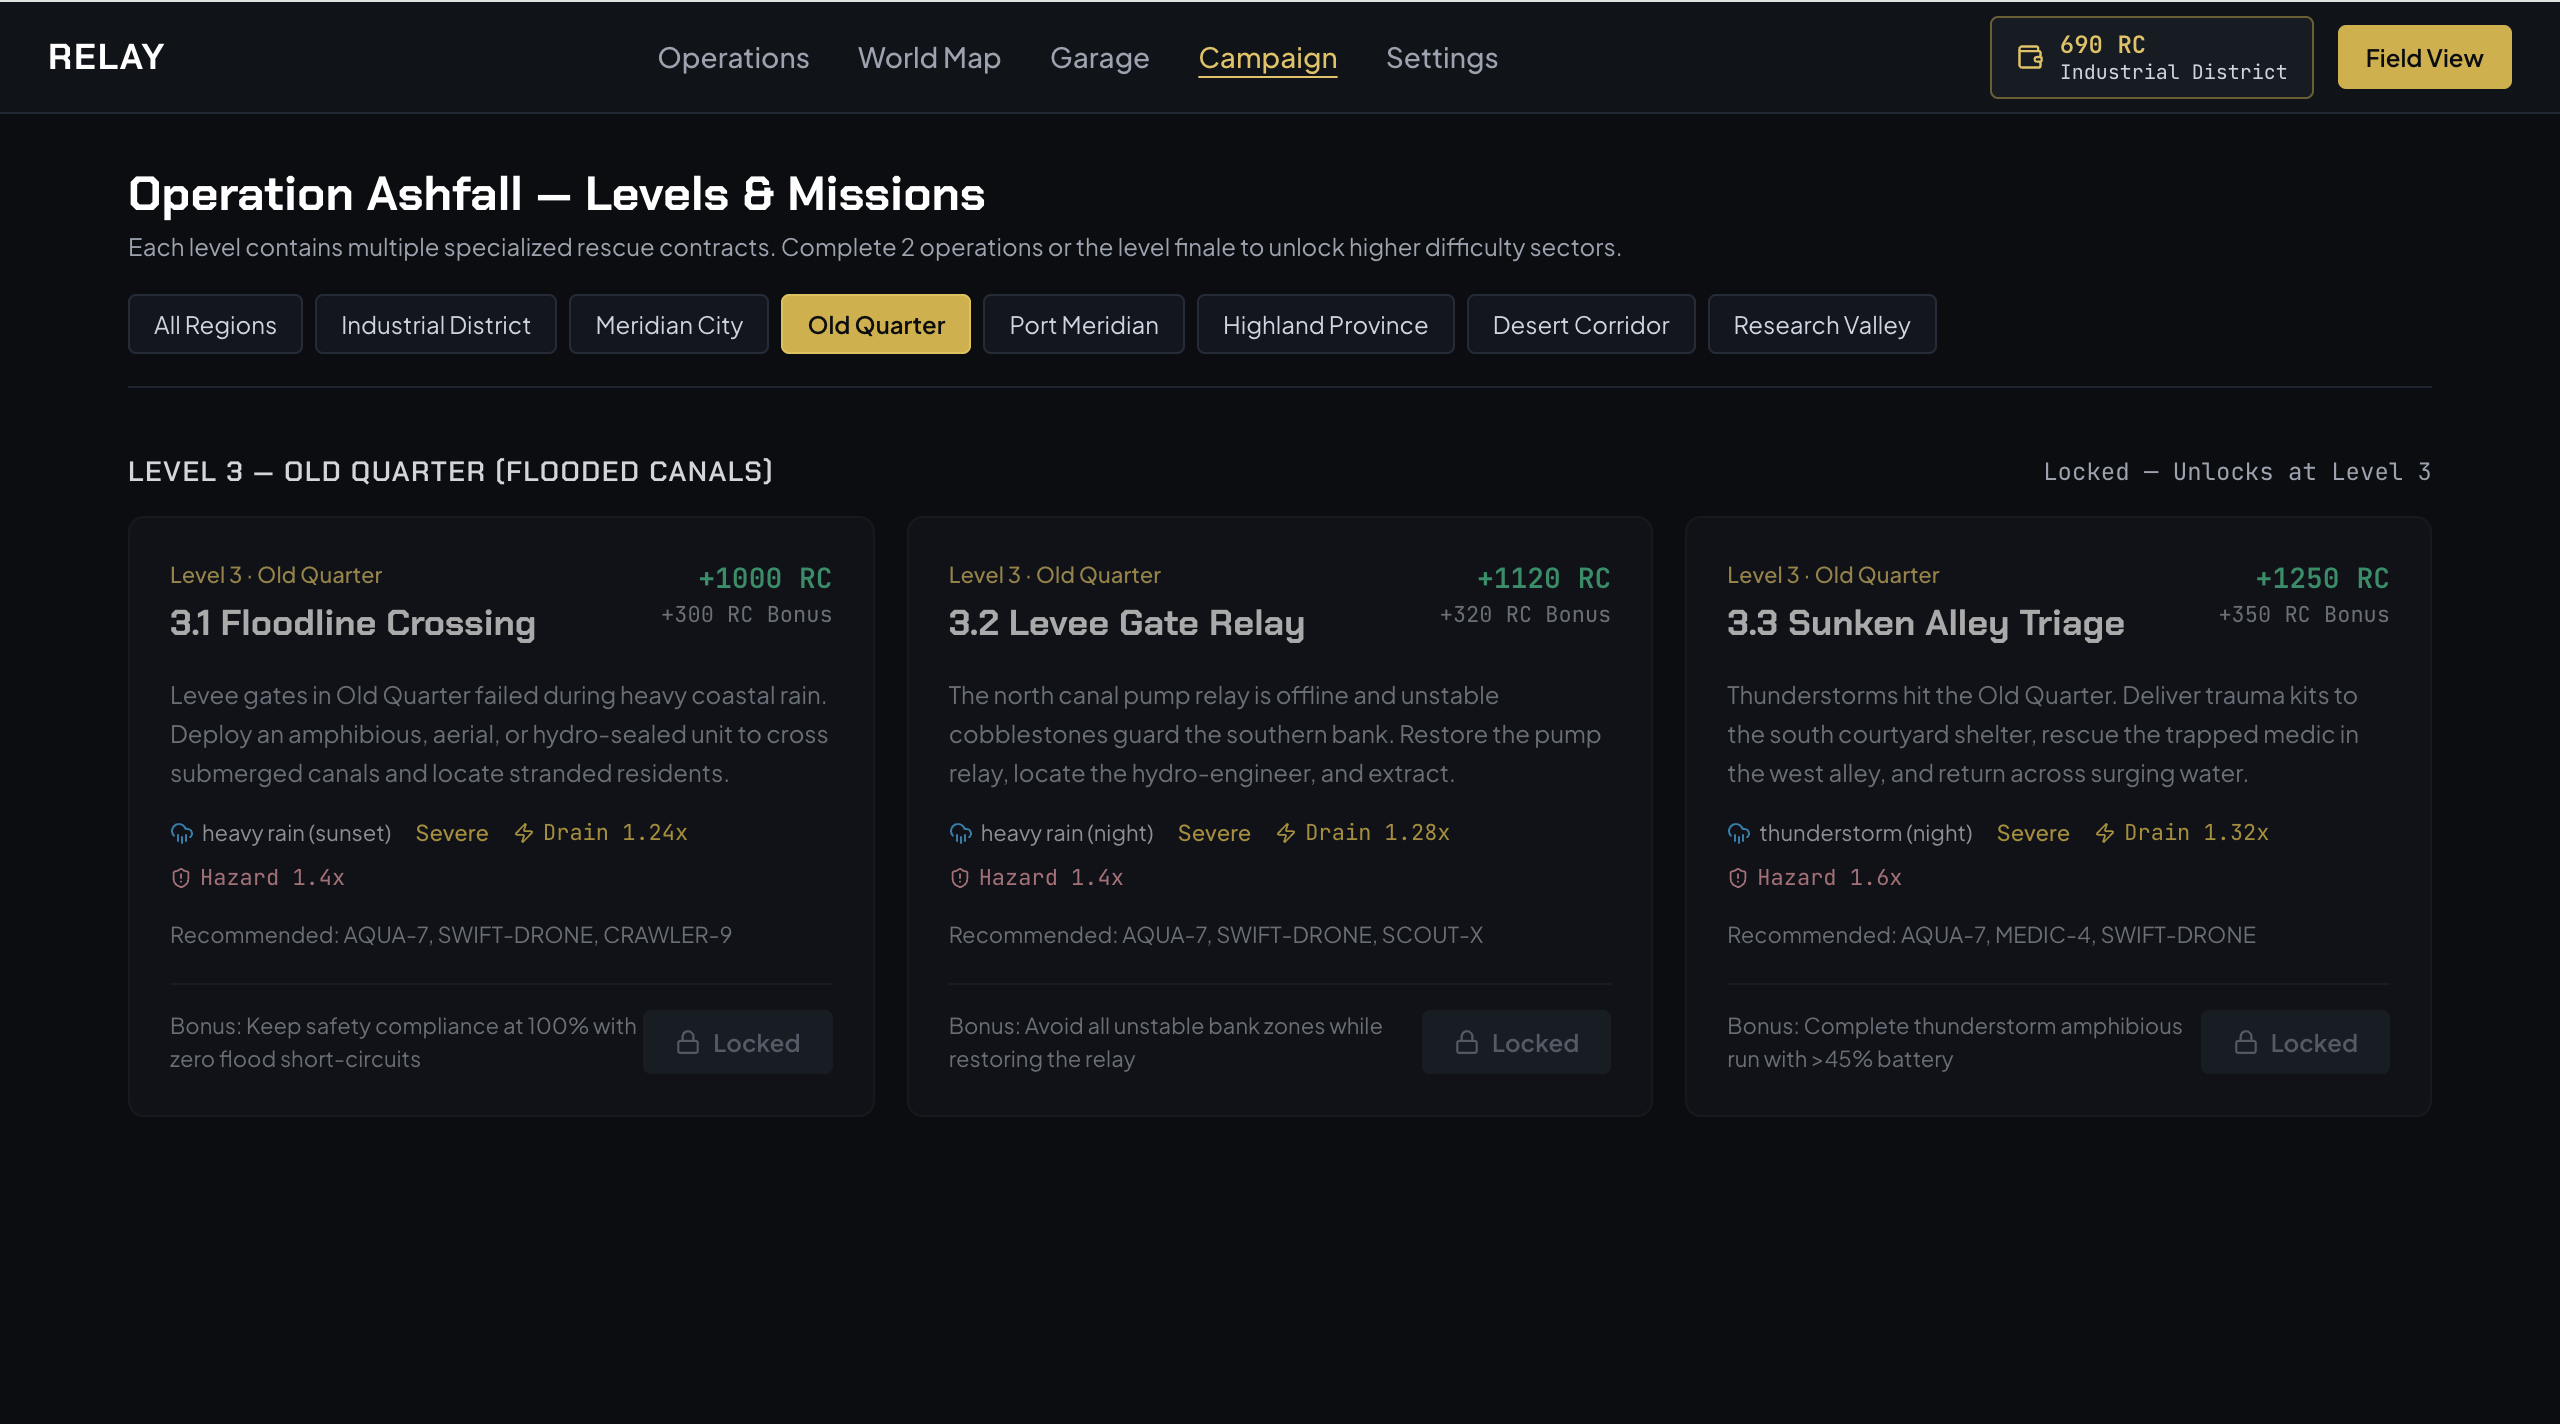 RELAY
Operations
World Map
Garage
Campaign
Settings
690 RC
Industrial District
Field View
Operation Ashfall — Levels & Missions
Each level contains multiple specialized rescue contracts. Complete 2 operations or the level finale to unlock higher difficulty sectors.
All Regions
Industrial District
Meridian City
Old Quarter
Port Meridian
Highland Province
Desert Corridor
Research Valley
LEVEL 3 — OLD QUARTER (FLOODED CANALS)
Locked — Unlocks at Level 3
Level 3 · Old Quarter
+1000 RC
3.1 Floodline Crossing
+300 RC Bonus
Levee gates in Old Quarter failed during heavy coastal rain.
Deploy an amphibious, aerial, or hydro-sealed unit to cross
submerged canals and locate stranded residents.
heavy rain (sunset)
Severe
Drain 1.24x
Hazard 1.4x
Recommended: AQUA-7, SWIFT-DRONE, CRAWLER-9
Bonus: Keep safety compliance at 100% with
zero flood short-circuits
Locked
Level 3 · Old Quarter
+1120 RC
3.2 Levee Gate Relay
+320 RC Bonus
The north canal pump relay is offline and unstable
cobblestones guard the southern bank. Restore the pump
relay, locate the hydro-engineer, and extract.
heavy rain (night)
Severe
Drain 1.28x
Hazard 1.4x
Recommended: AQUA-7, SWIFT-DRONE, SCOUT-X
Bonus: Avoid all unstable bank zones while
restoring the relay
Locked
Level 3 · Old Quarter
+1250 RC
3.3 Sunken Alley Triage
+350 RC Bonus
Thunderstorms hit the Old Quarter. Deliver trauma kits to
the south courtyard shelter, rescue the trapped medic in
the west alley, and return across surging water.
thunderstorm (night)
Severe
Drain 1.32x
Hazard 1.6x
Recommended: AQUA-7, MEDIC-4, SWIFT-DRONE
Bonus: Complete thunderstorm amphibious
run with >45% battery
Locked